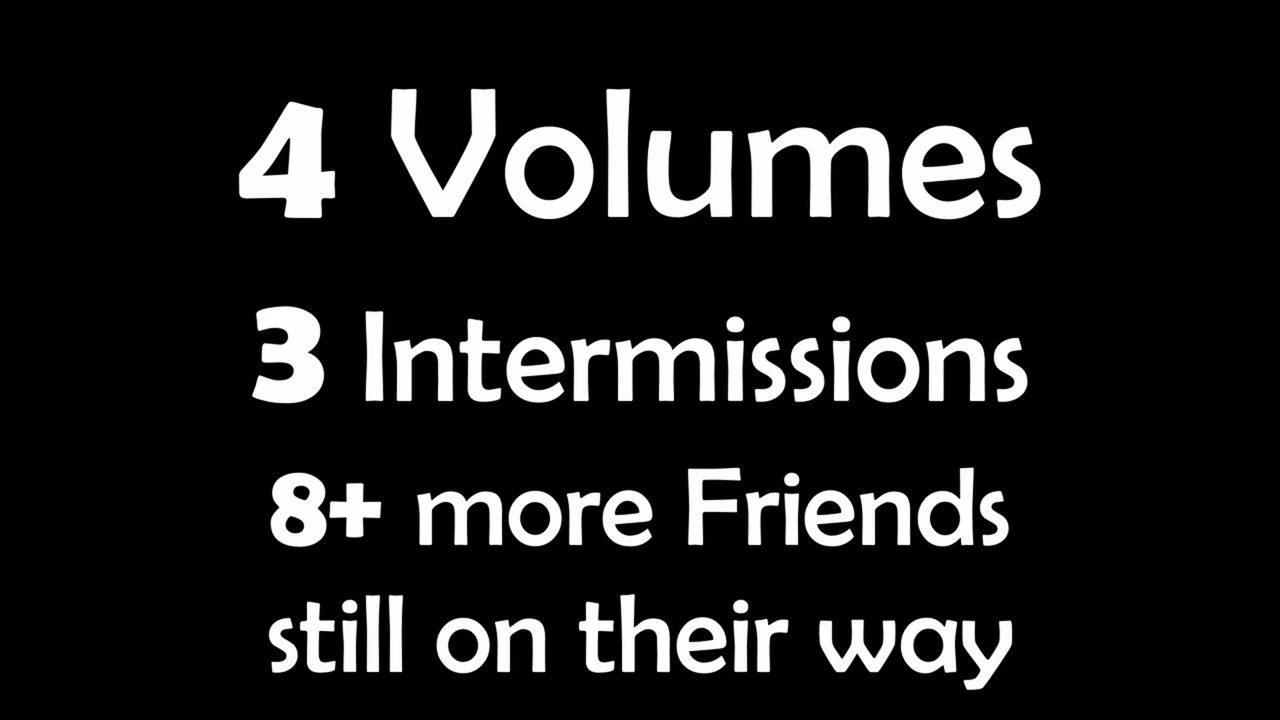 4 Volumes
3 Intermissions
8+ more Friends
still on their way